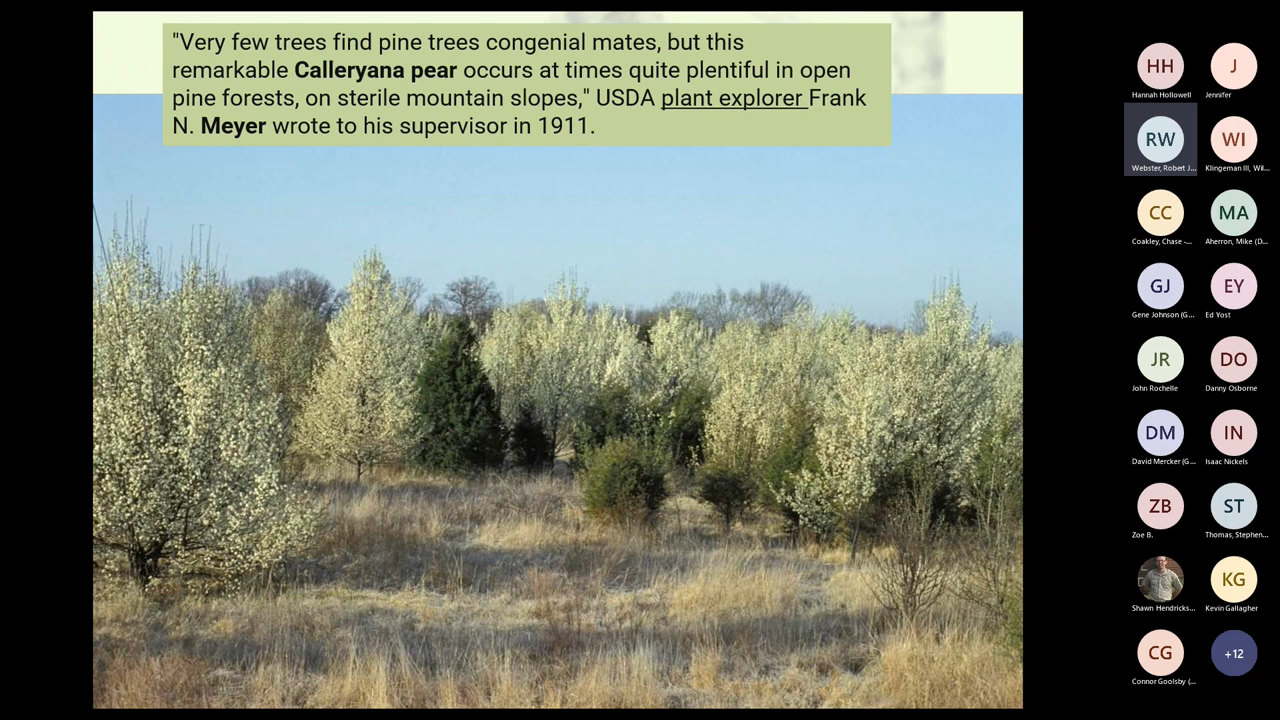 "Very few trees find pine trees congenial mates, but this
remarkable Calleryana pear occurs at times quite plentiful in open
pine forests, on sterile mountain slopes," USDA plant explorer Frank
N. Meyer wrote to his supervisor in 1911.
HH
J
Hannah Hollowell
Jennifer
RW
WI
Webster, Robert J...
Klingeman III, Wil...
CC
MA
Coakley, Chase -...
Aherron, Mike (D...
GJ
EY
Gene Johnson (G...
Ed Yost
JR
DO
John Rochelle
Danny Osborne
DM
IN
David Mercker (G...
Isaac Nickels
ZB
ST
Zoe B.
Thomas, Stephen...
KG
Shawn Hendricks...
Kevin Gallagher
CG
+12
Connor Goolsby (...